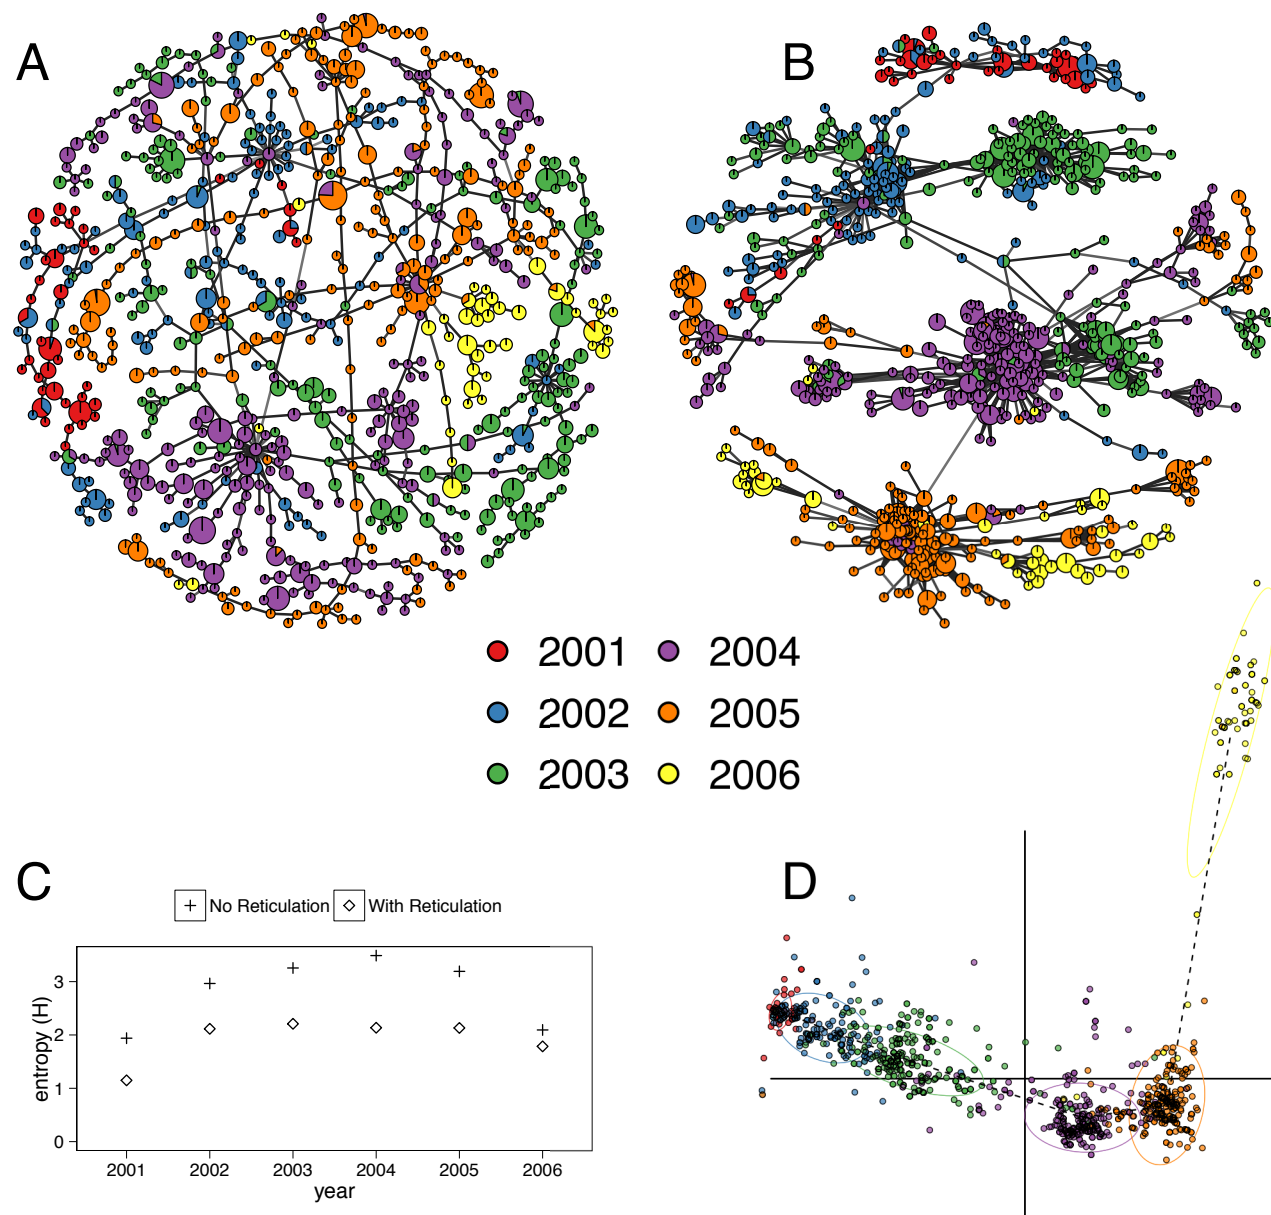 A
B
2001 2004
2002 2005
2003 2006
C
D
No Reticulation With Reticulation
entropy (H)
3
2
1
0
2001 2002 2003 2004 2005 2006
year